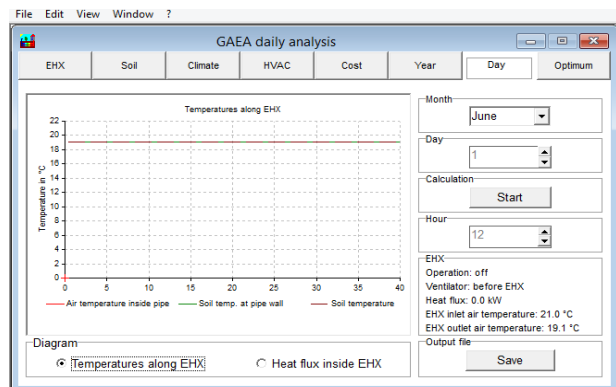 File Edit View Window ?
GAEA daily analysis
EHX Soil Climate HVAC Cost Year Day Optimum
Temperatures along EHX
Temperature in °C
22
20
18
16
14
12
10
8
6
4
2
0
0 5 10 15 20 25 30 35 40
Air temperature inside pipe Soil temp. at pipe wall Soil temperature
Diagram
Temperatures along EHX Heat flux inside EHX
Month
June
Day
1
Calculation
Start
Hour
12
EHX
Operation: off
Ventilator: before EHX
Heat flux: 0.0 kW
EHX inlet air temperature: 21.0 °C
EHX outlet air temperature: 19.1 °C
Output file
Save